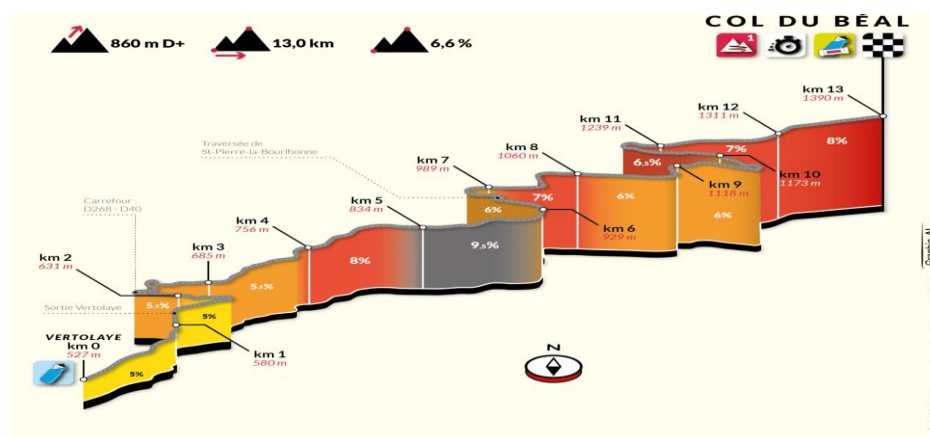 COL DU BÉAL
860 m D+
13,0 km
6,6 %
1
km 13
1390 m
km 12
1311 m
km 11
1239 m
8%
7%
6,5%
km 10
1173 m
Traversée de
St-Pierre-la-Bourlhonne
km 8
1060 m
km 7
989 m
7%
6%
km 9
1118 m
6%
6%
km 6
929 m
Carrefour
D268 - D40
km 5
834 m
km 4
756 m
9,5%
8%
km 3
685 m
km 2
631 m
5,5%
5,5%
Sortie Vertolaye
5%
VERTOLAYE
km 0
527 m
km 1
580 m
5%
N